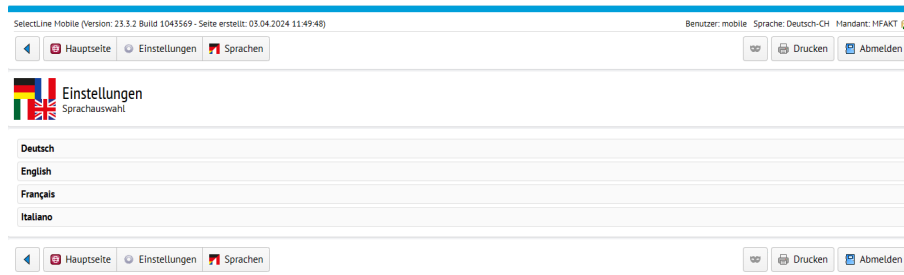 SelectLine Mobile (Version: 23.3.2 Build 1043569 - Seite erstellt: 03.04.2024 11:49:48) Benutzer: mobile Sprache: Deutsch-CH Mandant: MFAKT
Hauptseite Einstellungen Sprachen Drucken Abmelden
Einstellungen
Sprachauswahl
Deutsch
English
Français
Italiano
Hauptseite Einstellungen Sprachen Drucken Abmelden